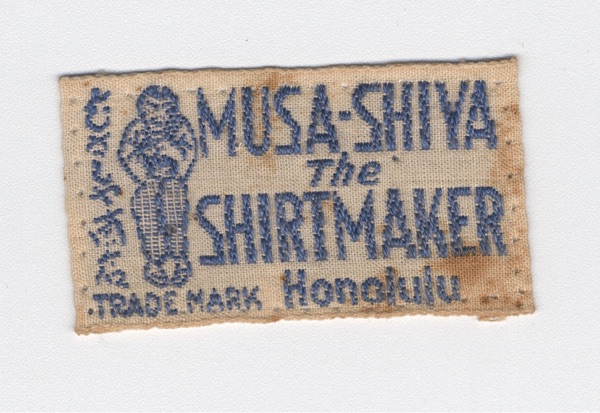 MUSA-SHIYA
The
SHIRTMAKER
TRADE MARK Honolulu